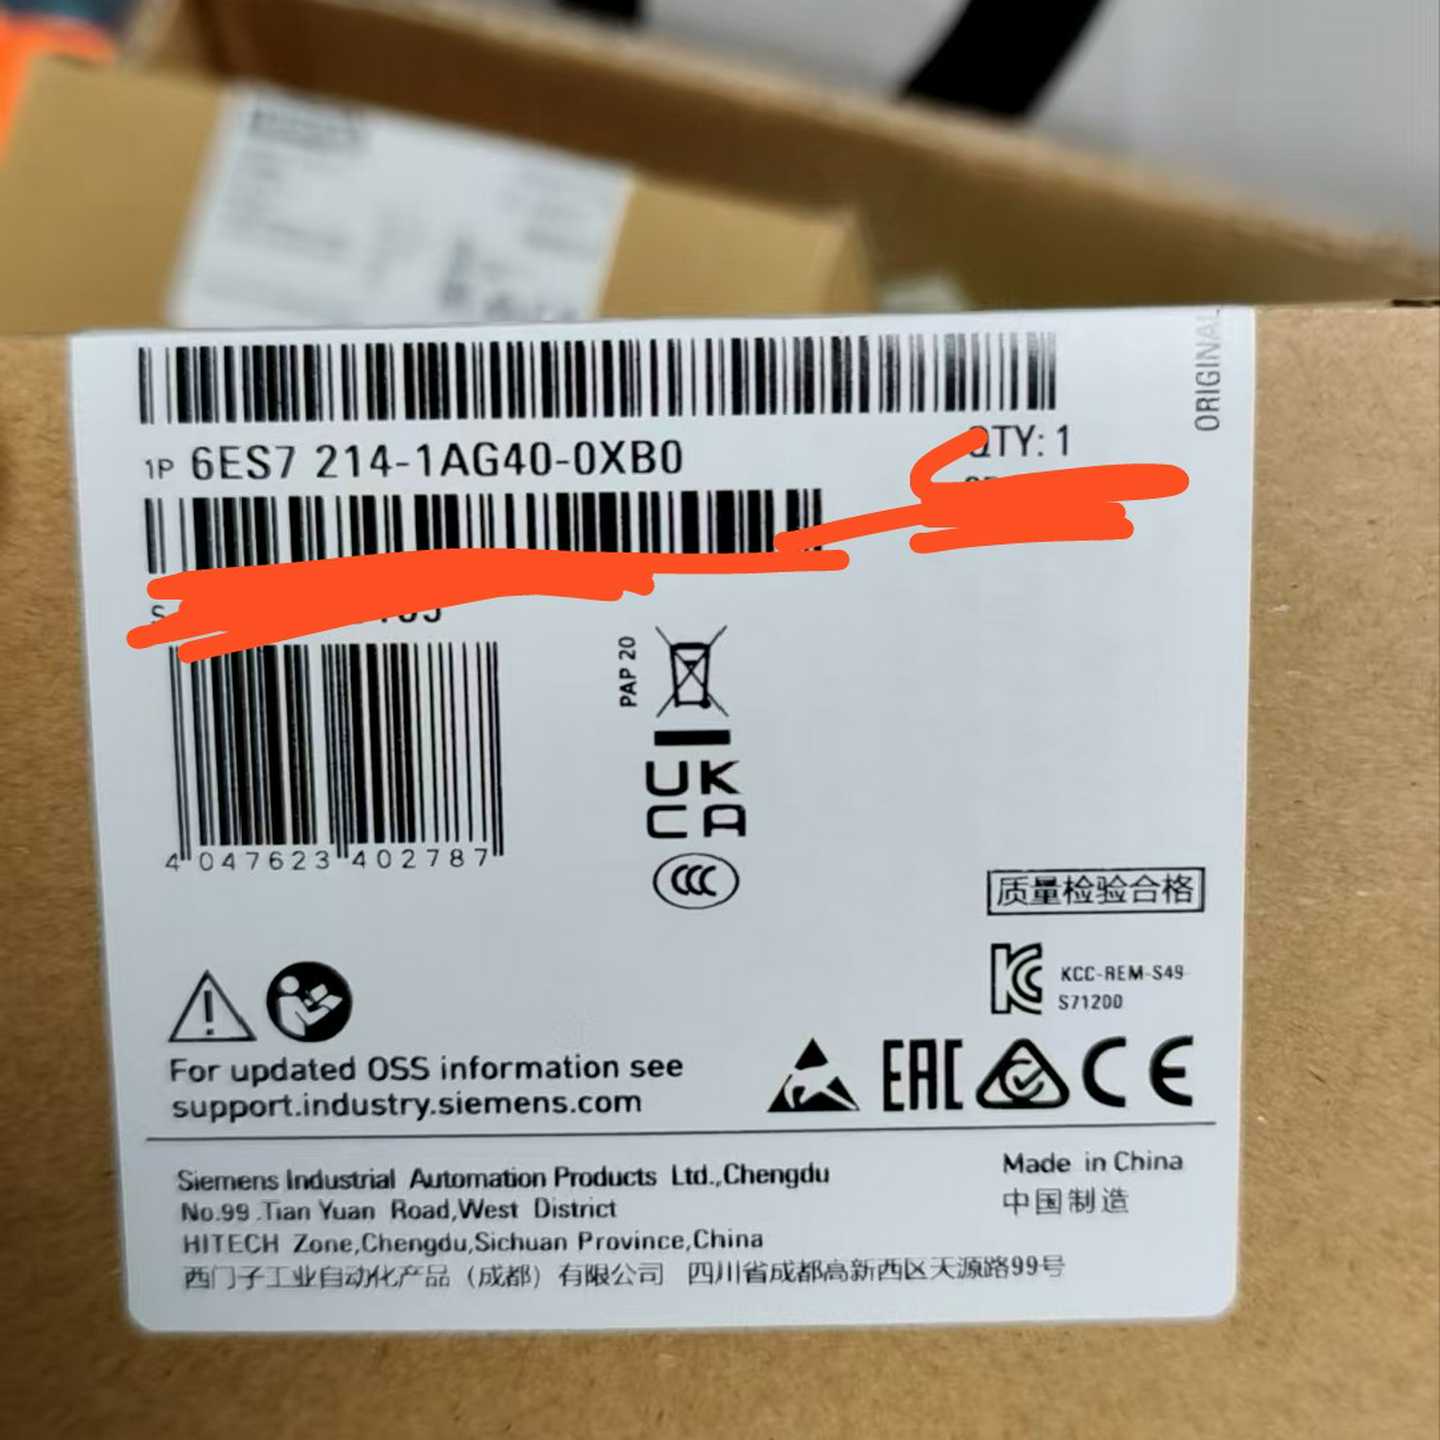 ORIGINAL
1P 6ES7 214-1AG40-0XB0
QTY: 1
S
PAP 20
UK
CA
4 047623 402787
CCC
质量检验合格
KCC-REM-S49-
S71200
For updated OSS information see
support.industry.siemens.com
EAC
CE
Siemens Industrial Automation Products Ltd.,Chengdu
No.99 .Tian Yuan Road,West District
HITECH Zone,Chengdu,Sichuan Province,China
西门子工业自动化产品（成都）有限公司 四川省成都高新西区天源路99号
Made in China
中国制造